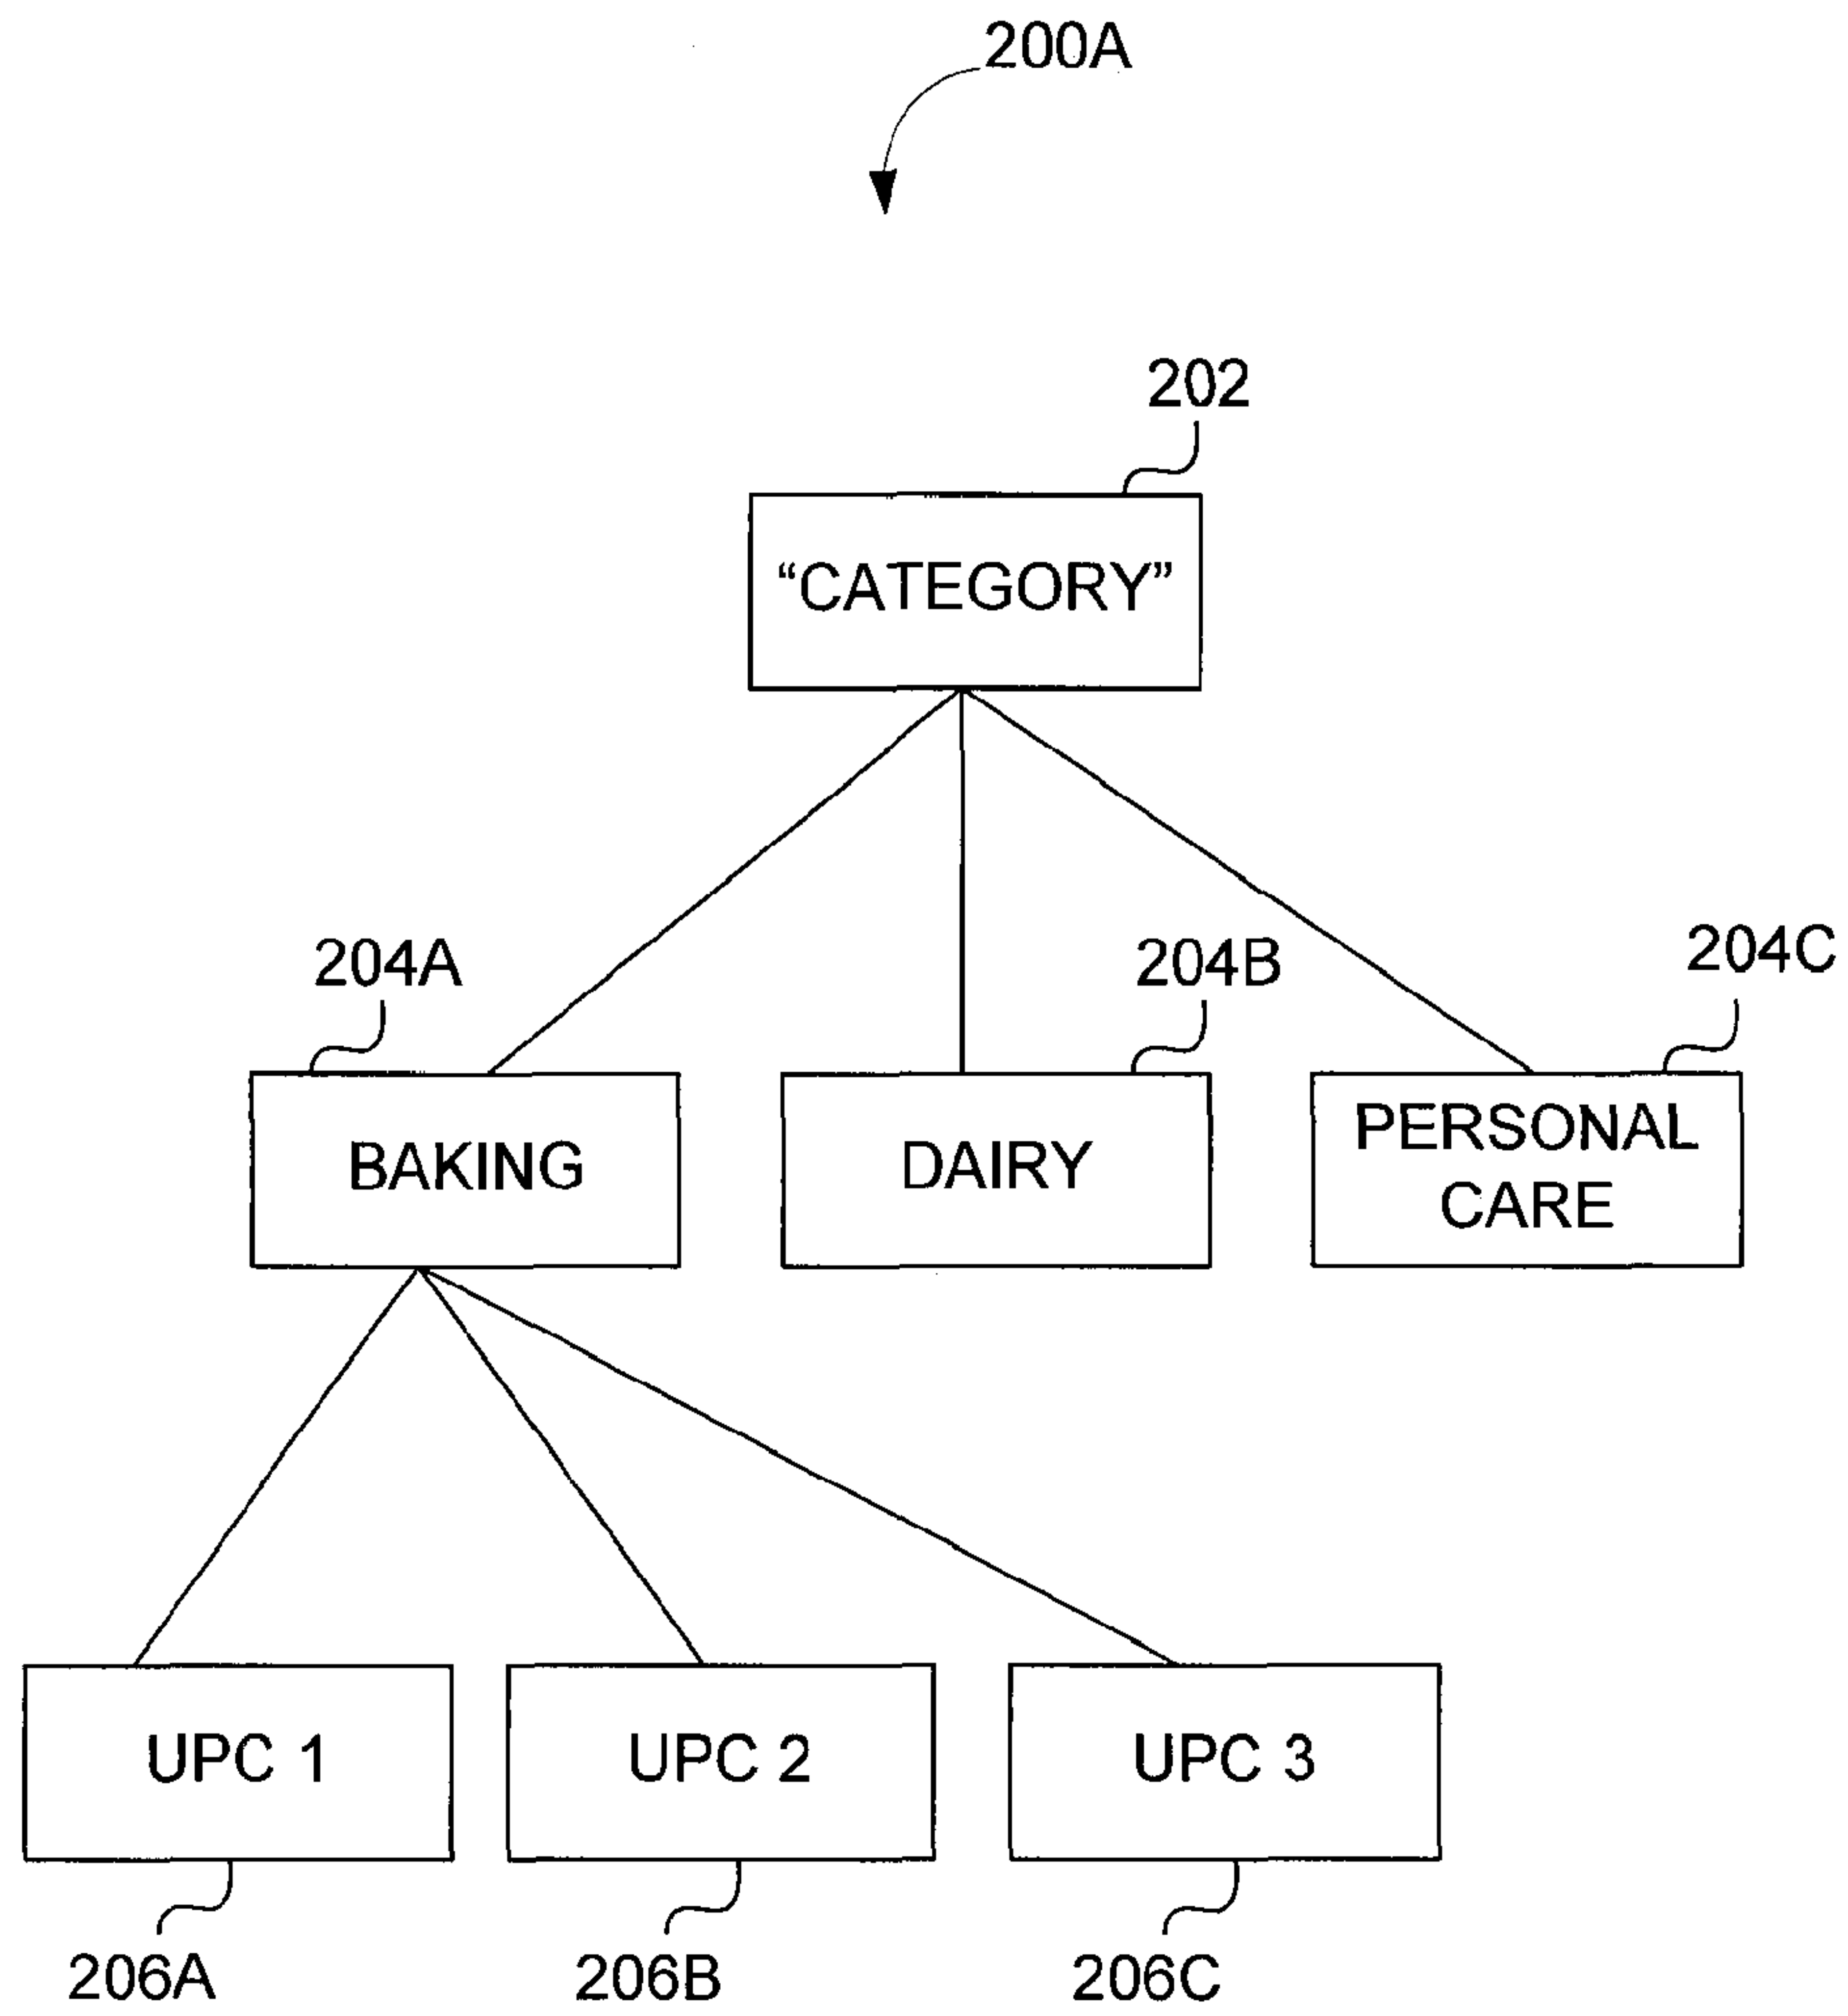 200A
202
“CATEGORY”
204A
204B
204C
BAKING
DAIRY
PERSONAL
CARE
UPC 1
UPC 2
UPC 3
206A
206B
206C